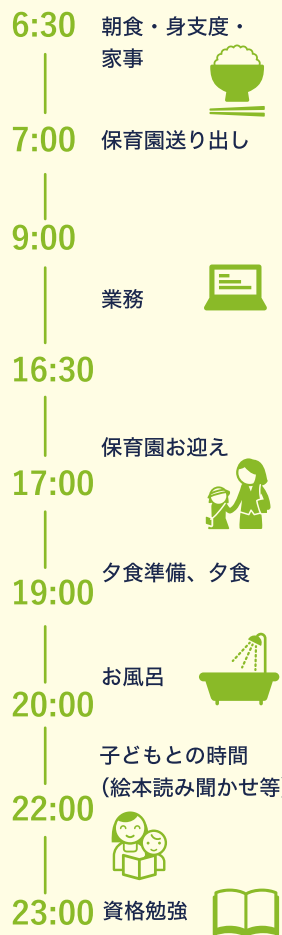 6:30
朝食・身支度・
家事
7:00 保育園送り出し
9:00
業務
16:30
保育園お迎え
17:00
夕食準備、夕食
19:00
お風呂
20:00
子どもとの時間
（絵本読み聞かせ等
22:00
23:00 資格勉強